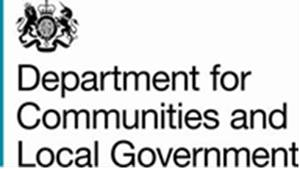 Department for
Communities and
Local Government